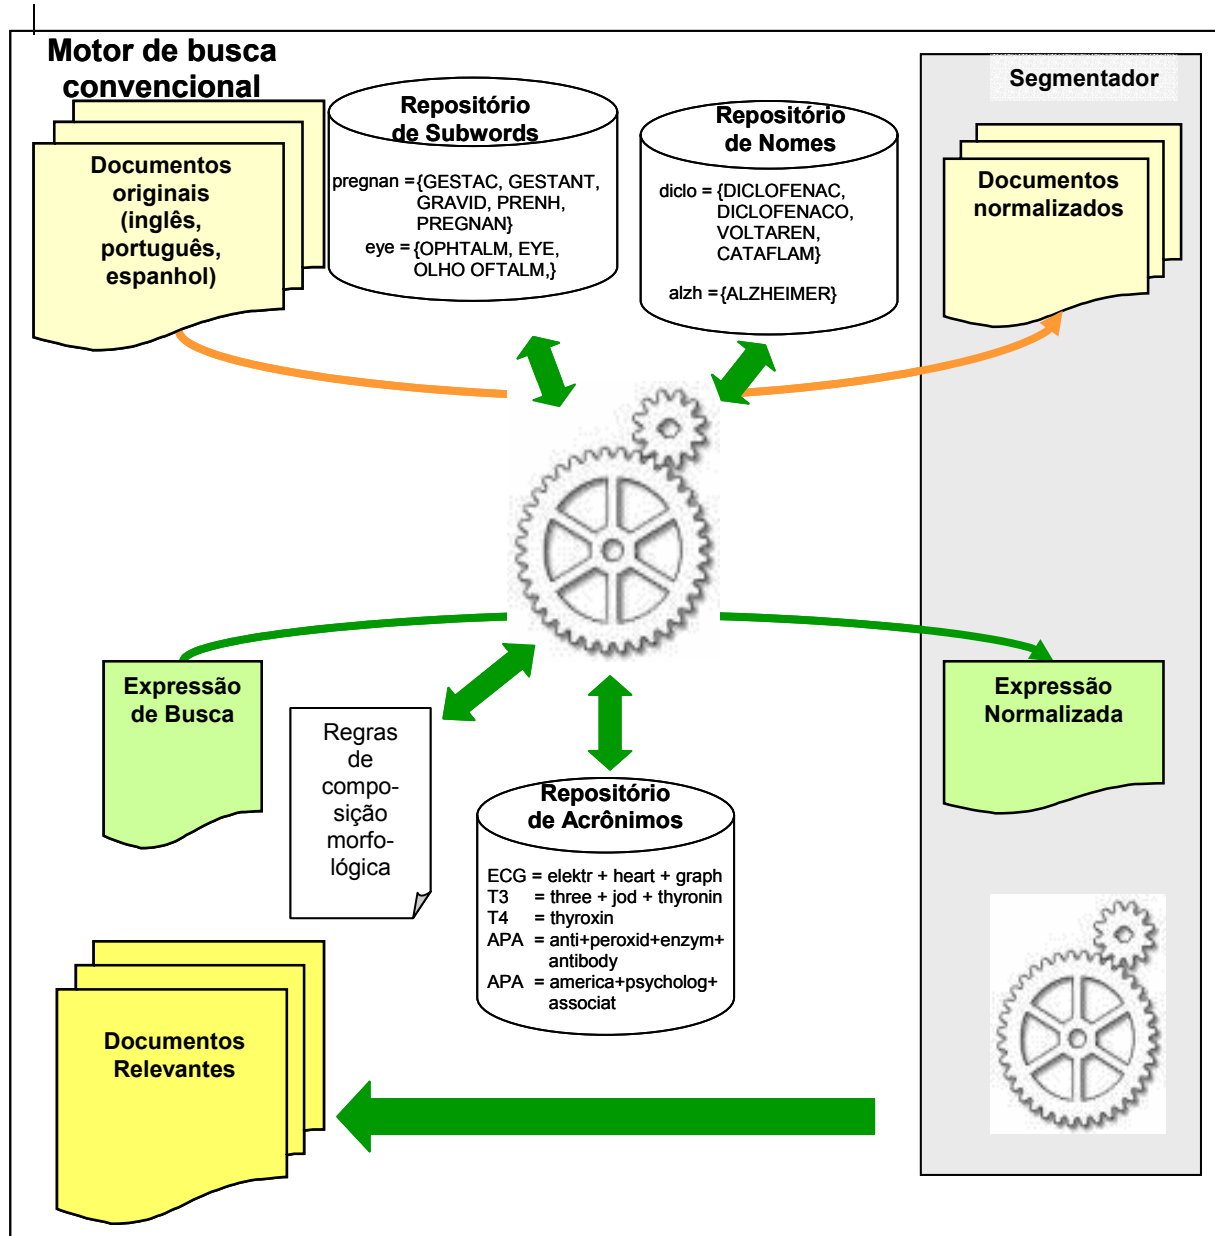 Motor de busca
convencional
Segmentador
Documentos
originais
(inglês,
português,
espanhol)
Repositório
de Subwords
pregnan ={GESTAC, GESTANT,
GRAVID, PRENH,
PREGNAN}
eye ={OPHTALM, EYE,
OLHO OFTALM,}
Repositório
de Nomes
diclo = {DICLOFENAC,
DICLOFENACO,
VOLTAREN,
CATAFLAM}
alzh ={ALZHEIMER}
Documentos
normalizados
Expressão
de Busca
Regras
de
compo-
sição
morfo-
lógica
Repositório
de Acrônimos
ECG = elektr + heart + graph
T3 = three + jod + thyronin
T4 = thyroxin
APA = anti+peroxid+enzym+
antibody
APA = america+psycholog+
associat
Expressão
Normalizada
Documentos
Relevantes